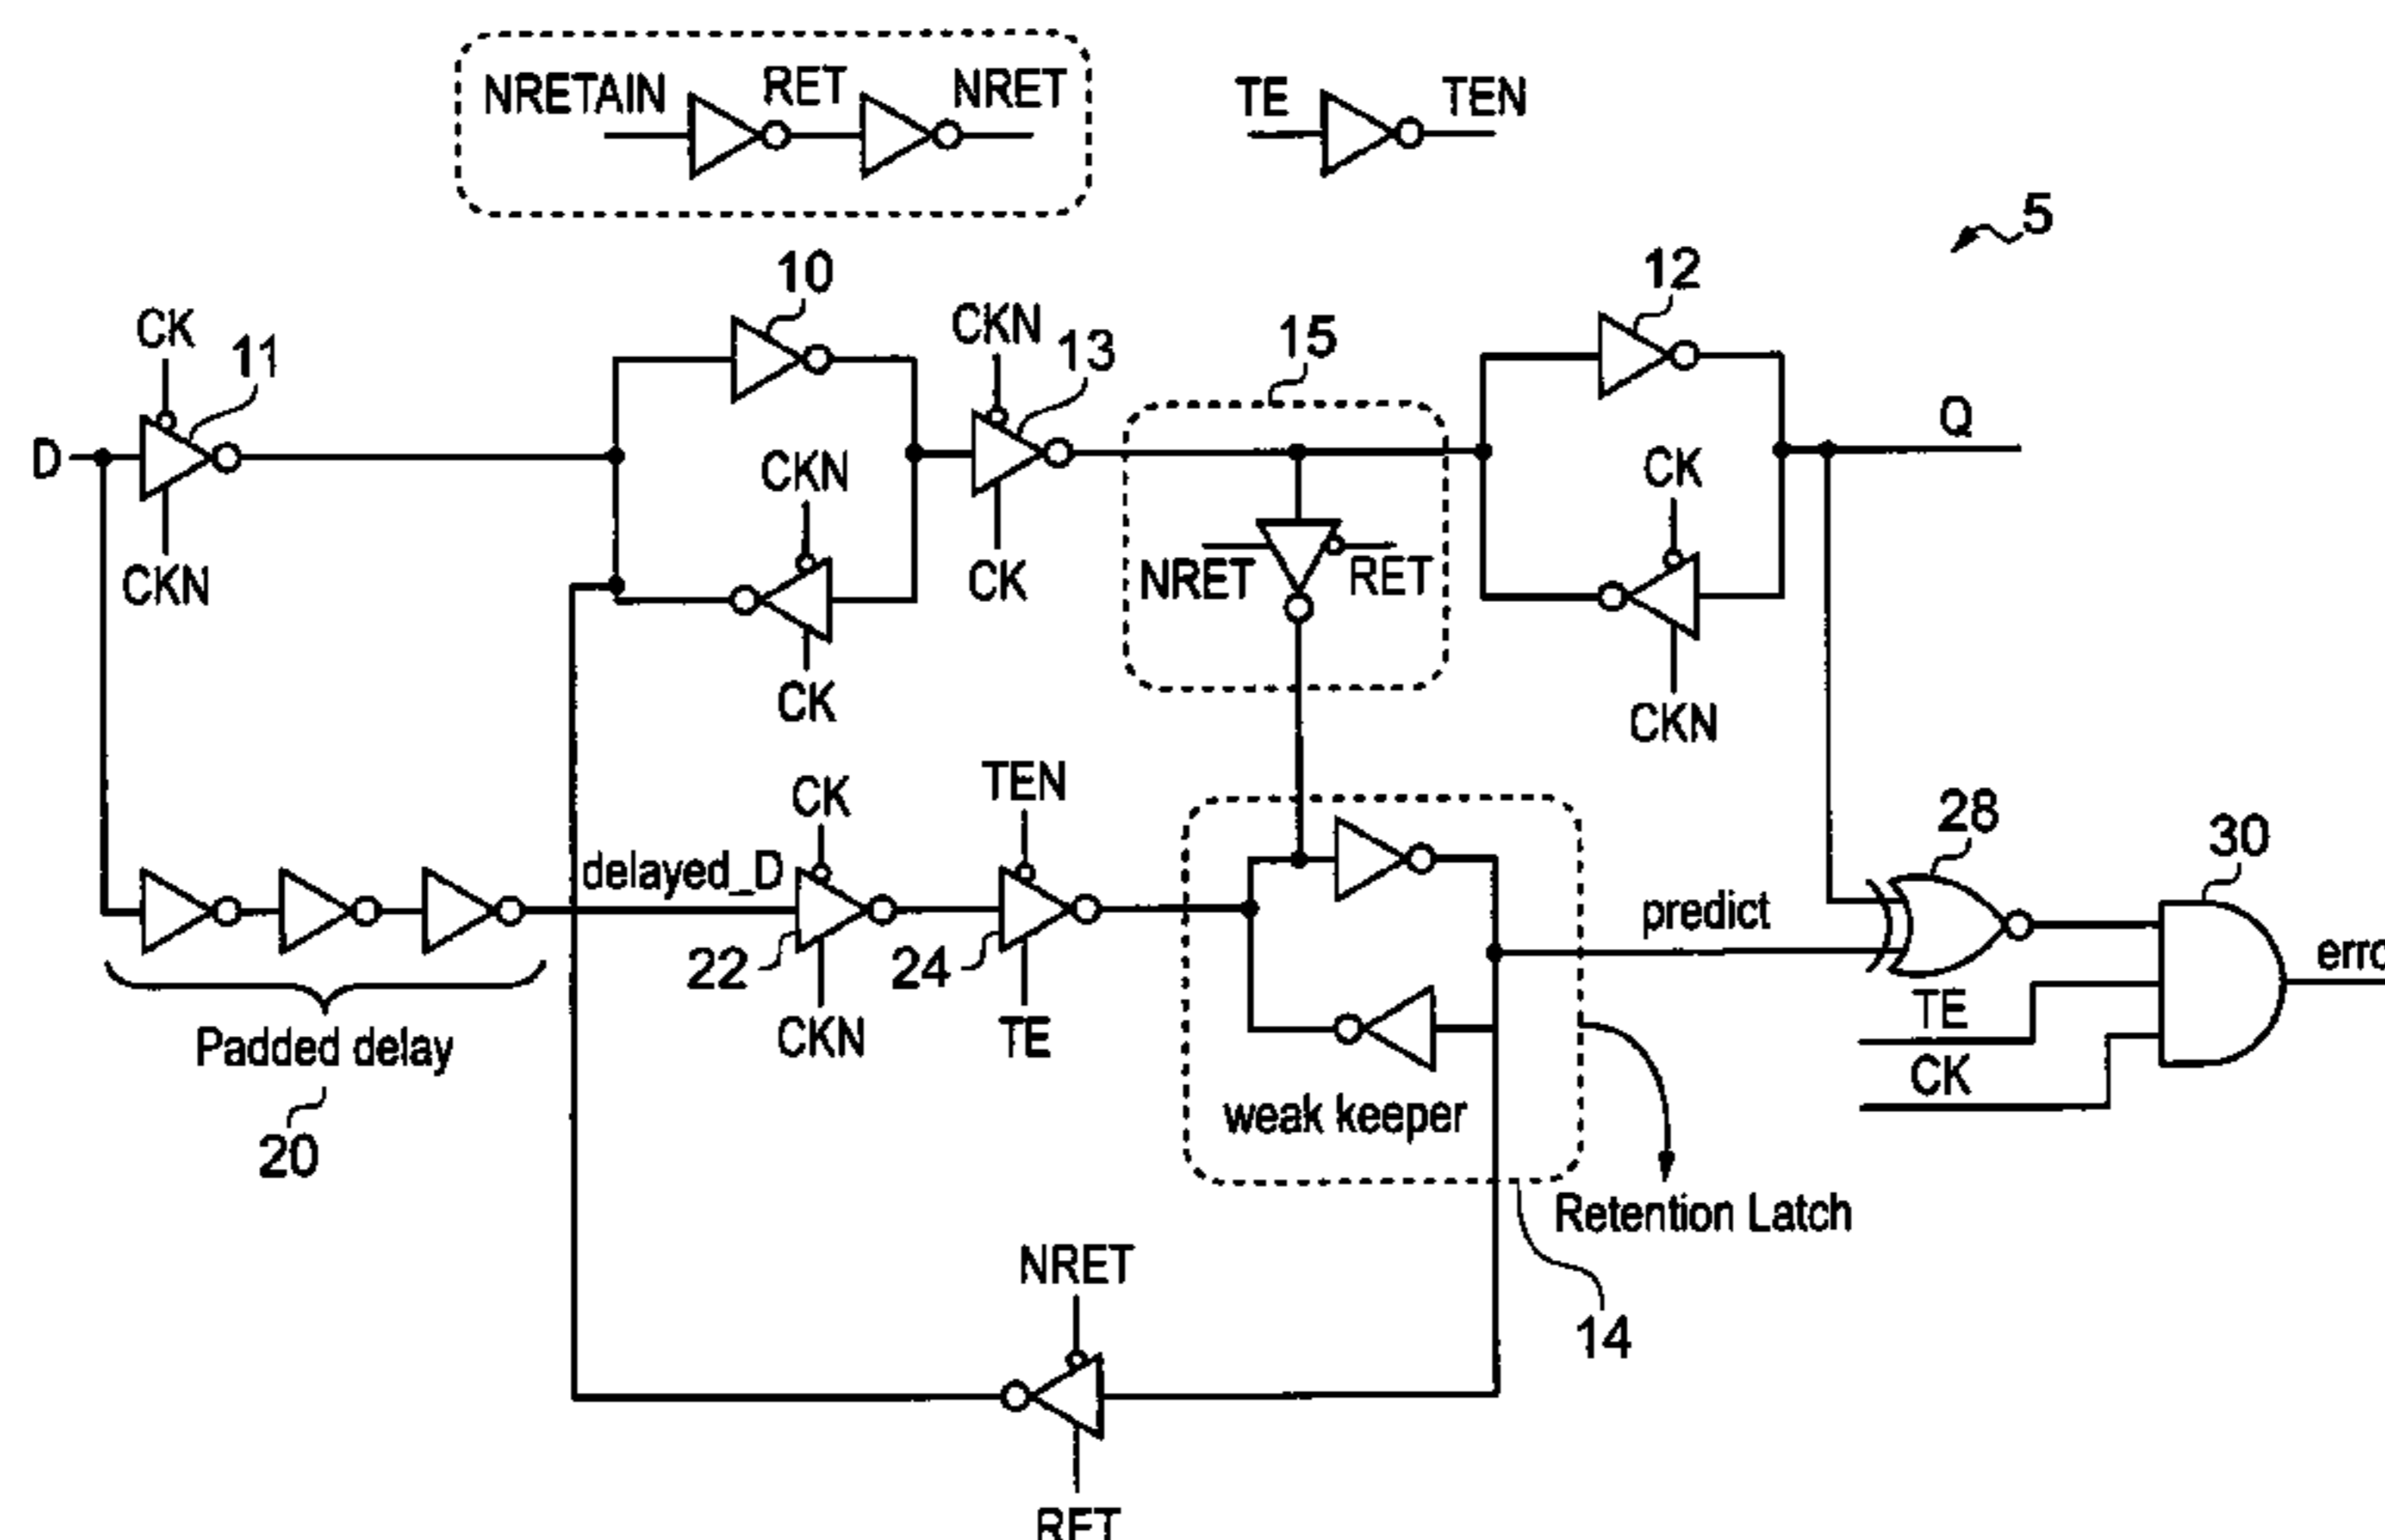 NRETAIN RET NRET
TE TEN
5
10
12
CK
11
CKN
13
15
D
CKN
CKN
CK
Q
CK
NRET RET
CK
CKN
CK
TEN
28
30
delayed_D
22
24
predict
TE
CK
CKN
TE
Padded delay
20
weak keeper
Retention Latch
NRET
14
RET